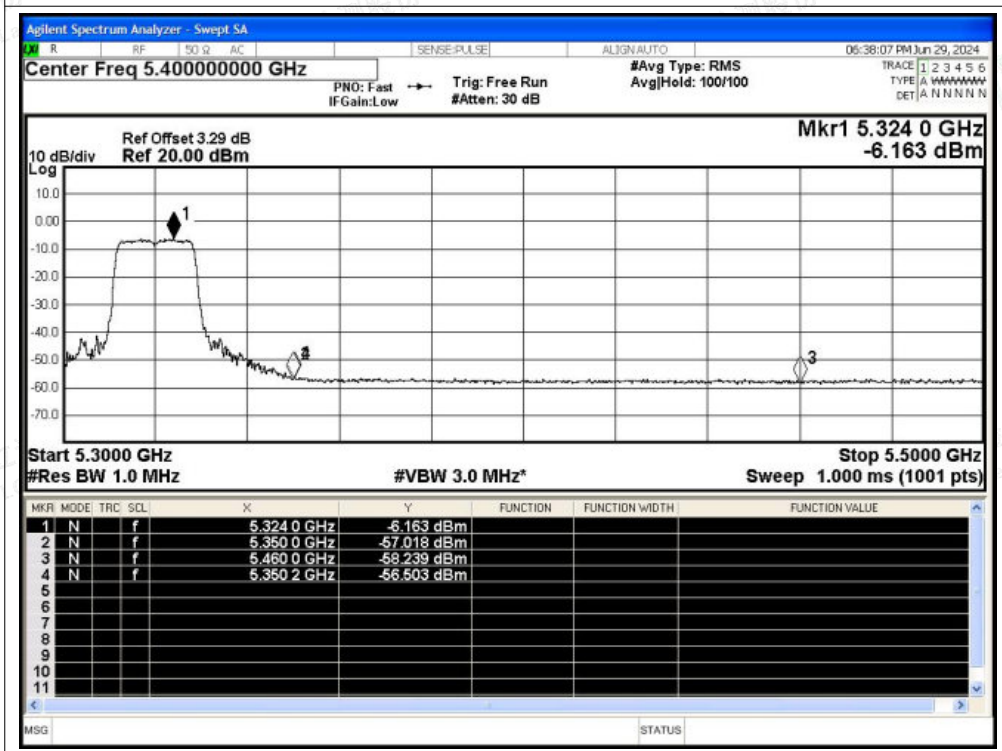 Agilent Spectrum Analyzer - Swept SA
LXI R RF 50 Ω AC SENSE:PULSE ALIGN AUTO 06:38:07 PM Jun 29, 2024
Center Freq 5.400000000 GHz #Avg Type: RMS TRACE 1 2 3 4 5 6
PNO: Fast Trig: Free Run Avg|Hold: 100/100 TYPE A WWWWW
IFGain:Low #Atten: 30 dB DET A N N N N N
Mkr1 5.324 0 GHz
-6.163 dBm
Ref Offset 3.29 dB
10 dB/div Ref 20.00 dBm
Log
10.0
0.00
-10.0
-20.0
-30.0
-40.0
-50.0
-60.0
-70.0
1
4
3
Start 5.3000 GHz Stop 5.5000 GHz
#Res BW 1.0 MHz #VBW 3.0 MHz* Sweep 1.000 ms (1001 pts)
MKR MODE TRC SCL X Y FUNCTION FUNCTION WIDTH FUNCTION VALUE
1 N f 5.324 0 GHz -6.163 dBm
2 N f 5.350 0 GHz -57.018 dBm
3 N f 5.460 0 GHz -58.239 dBm
4 N f 5.350 2 GHz -56.503 dBm
5
6
7
8
9
10
11
MSG STATUS